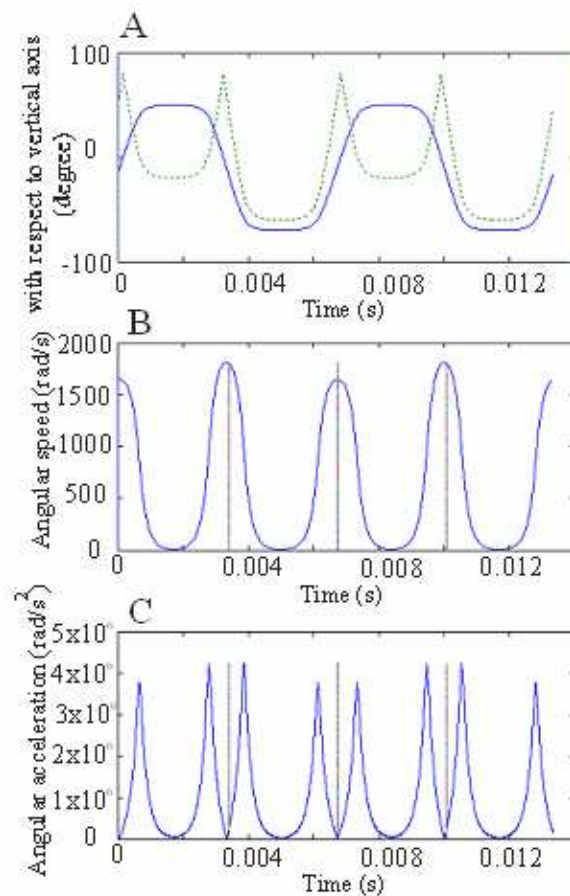 A
with respect to vertical axis
(degree)
100
0
-100
0 0.004 0.008 0.012
Time (s)
B
Angular speed (rad/s)
2000
1500
1000
500
0
0 0.004 0.008 0.012
Time (s)
C
Angular acceleration (rad/s²)
0
0 0.004 0.008 0.012
Time (s)